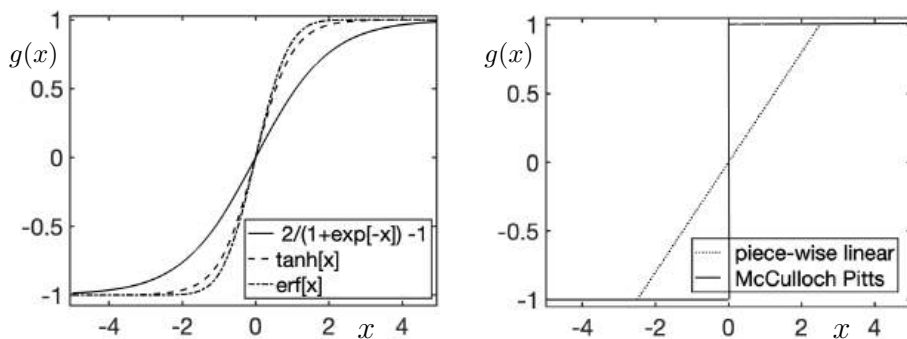 1
g(x)
0.5
0
-0.5
-1
2/(1+exp[-x]) -1
tanh[x]
erf[x]
-4
-2
0
2
x
4
1
g(x)
0.5
0
-0.5
-1
piece-wise linear
McCulloch Pitts
-4
-2
0
2
x
4